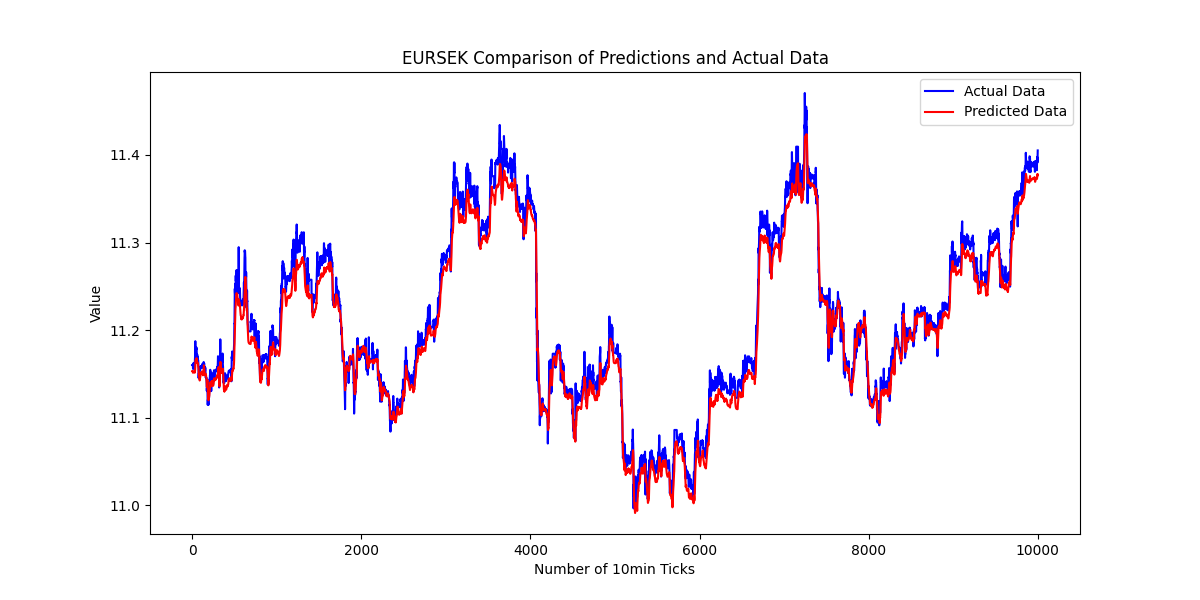 EURSEK Comparison of Predictions and Actual Data
Actual Data
Predicted Data
11.4
11.3
11.2
11.1
11.0
Value
0
2000
4000
6000
8000
10000
Number of 10min Ticks